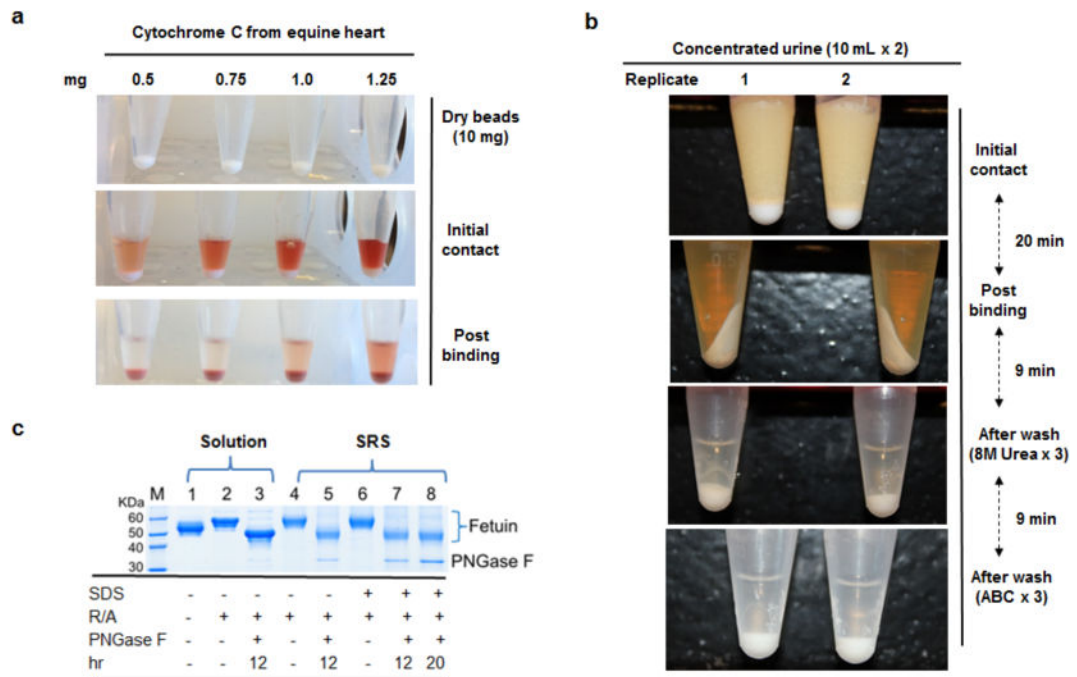 a
Cytochrome C from equine heart
mg 0.5 0.75 1.0 1.25
Dry beads
(10 mg)
Initial
contact
Post
binding
b
Concentrated urine (10 mL x 2)
Replicate 1 2
Initial
contact
20 min
Post
binding
9 min
After wash
(8M Urea x 3)
9 min
After wash
(ABC x 3)
c
Solution SRS
KDa M 1 2 3 4 5 6 7 8
60
50
40
30
Fetuin
PNGase F
SDS - - - - - + + +
R/A - + + + + + + +
PNGase F - - + - + - + +
hr - - 12 - 12 - 12 20